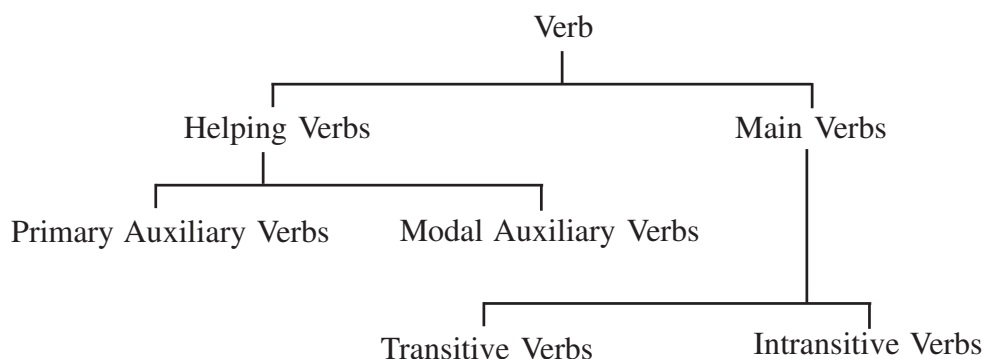 Verb
Helping Verbs
Main Verbs
Primary Auxiliary Verbs
Modal Auxiliary Verbs
Transitive Verbs
Intransitive Verbs